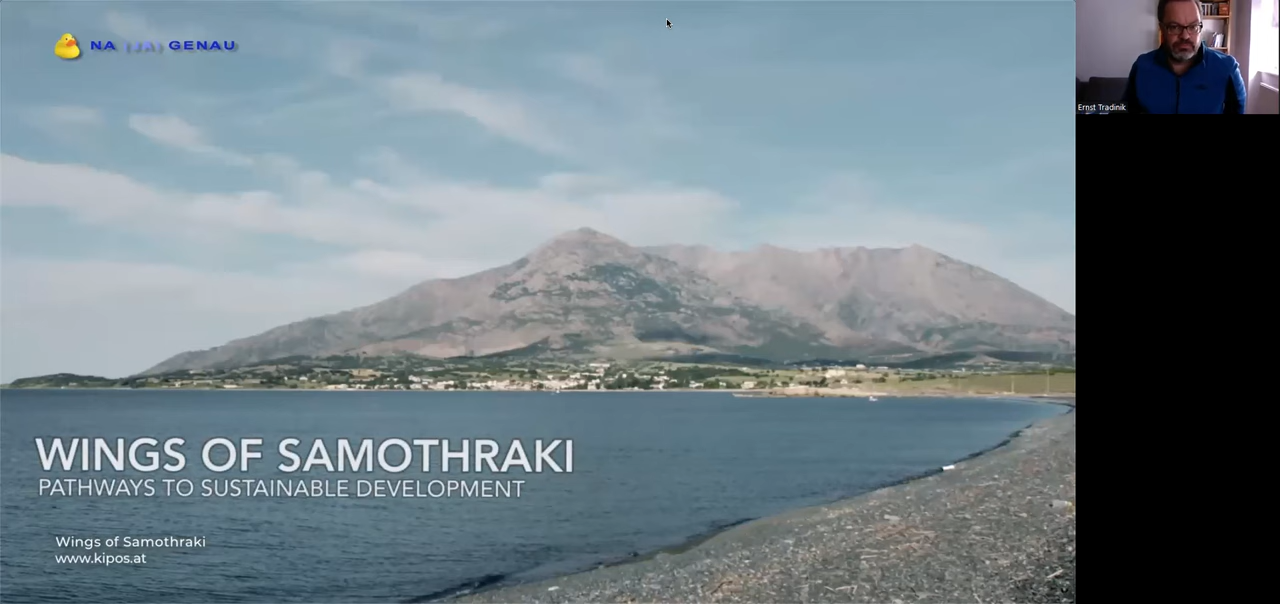 NA (JA) GENAU
Ernst Tradinik
WINGS OF SAMOTHRAKI
PATHWAYS TO SUSTAINABLE DEVELOPMENT
Wings of Samothraki
www.kipos.at